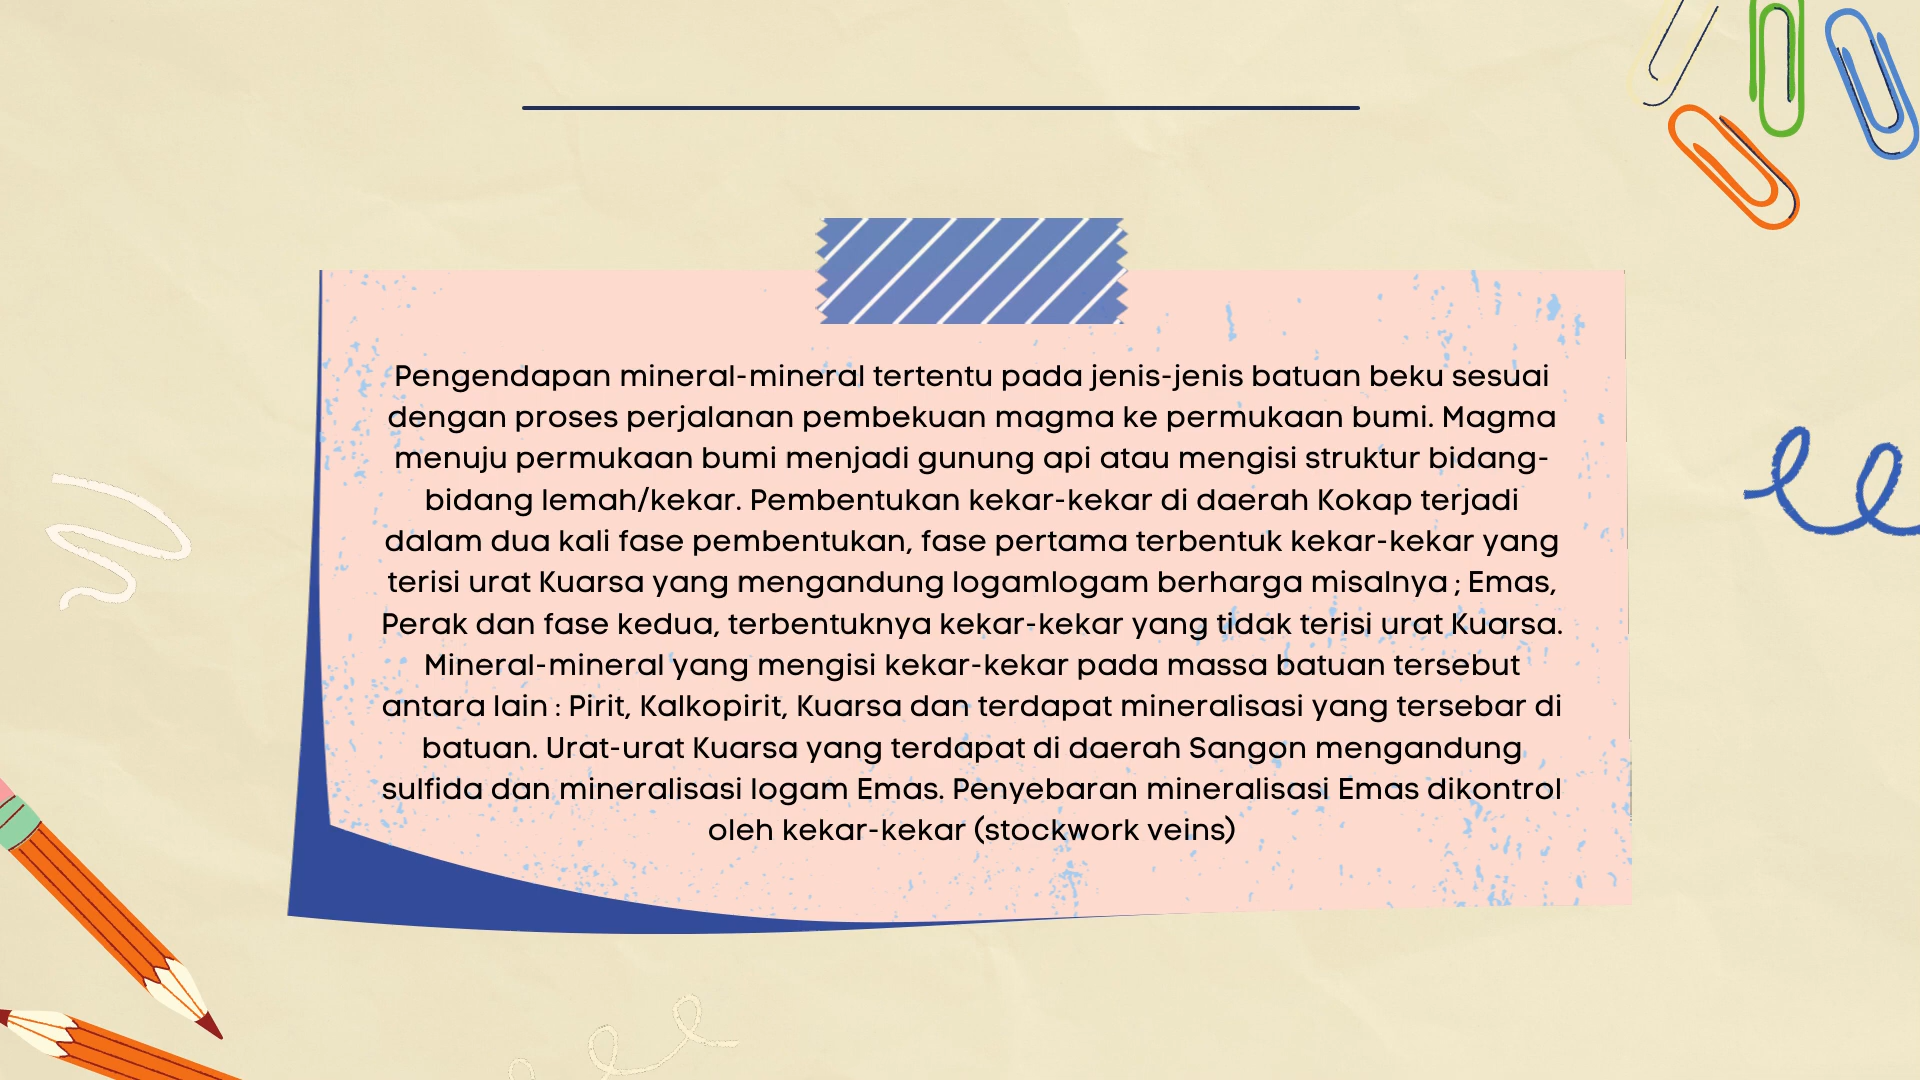 Pengendapan mineral-mineral tertentu pada jenis-jenis batuan beku sesuai
dengan proses perjalanan pembekuan magma ke permukaan bumi. Magma
menuju permukaan bumi menjadi gunung api atau mengisi struktur bidang-
bidang lemah/kekar. Pembentukan kekar-kekar di daerah Kokap terjadi
dalam dua kali fase pembentukan, fase pertama terbentuk kekar-kekar yang
terisi urat Kuarsa yang mengandung logamlogam berharga misalnya ; Emas,
Perak dan fase kedua, terbentuknya kekar-kekar yang tidak terisi urat Kuarsa.
Mineral-mineral yang mengisi kekar-kekar pada massa batuan tersebut
antara lain : Pirit, Kalkopirit, Kuarsa dan terdapat mineralisasi yang tersebar di
batuan. Urat-urat Kuarsa yang terdapat di daerah Sangon mengandung
sulfida dan mineralisasi logam Emas. Penyebaran mineralisasi Emas dikontrol
oleh kekar-kekar (stockwork veins)